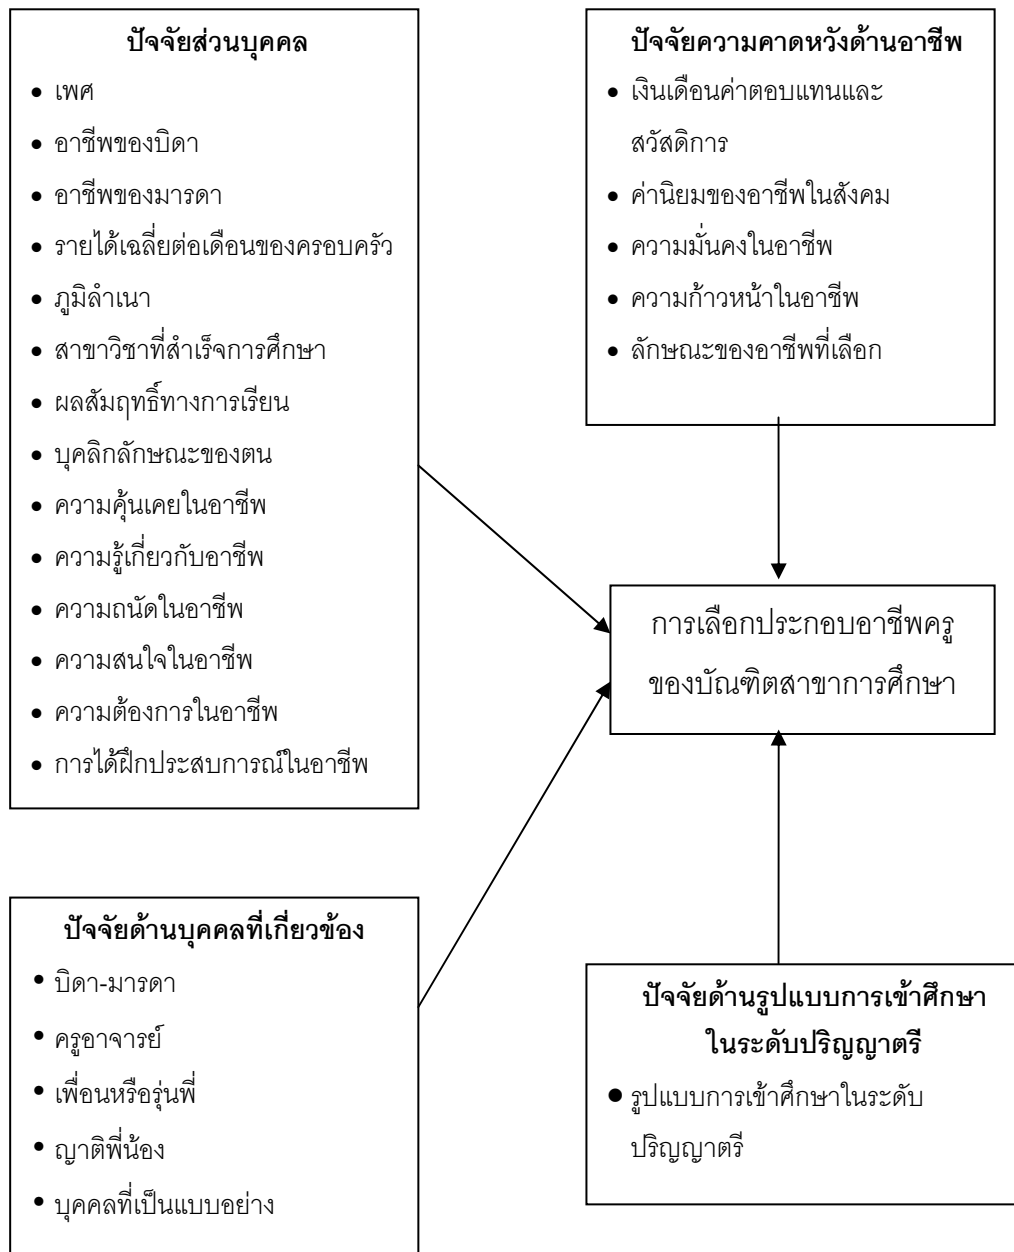 ปัจจัยส่วนบุคคล
• เพศ
• อาชีพของบิดา
• อาชีพของมารดา
• รายได้เฉลี่ยต่อเดือนของครอบครัว
• ภูมิลำเนา
• สาขาวิชาที่สำเร็จการศึกษา
• ผลสัมฤทธิ์ทางการเรียน
• บุคลิกลักษณะของตน
• ความคุ้นเคยในอาชีพ
• ความรู้เกี่ยวกับอาชีพ
• ความถนัดในอาชีพ
• ความสนใจในอาชีพ
• ความต้องการในอาชีพ
• การได้ฝึกประสบการณ์ในอาชีพ
ปัจจัยความคาดหวังด้านอาชีพ
• เงินเดือนค่าตอบแทนและ
สวัสดิการ
• ค่านิยมของอาชีพในสังคม
• ความมั่นคงในอาชีพ
• ความก้าวหน้าในอาชีพ
• ลักษณะของอาชีพที่เลือก
การเลือกประกอบอาชีพครู
ของบัณฑิตสาขาการศึกษา
ปัจจัยด้านบุคคลที่เกี่ยวข้อง
• บิดา-มารดา
• ครูอาจารย์
• เพื่อนหรือรุ่นพี่
• ญาติพี่น้อง
• บุคคลที่เป็นแบบอย่าง
ปัจจัยด้านรูปแบบการเข้าศึกษา
ในระดับปริญญาตรี
• รูปแบบการเข้าศึกษาในระดับ
ปริญญาตรี